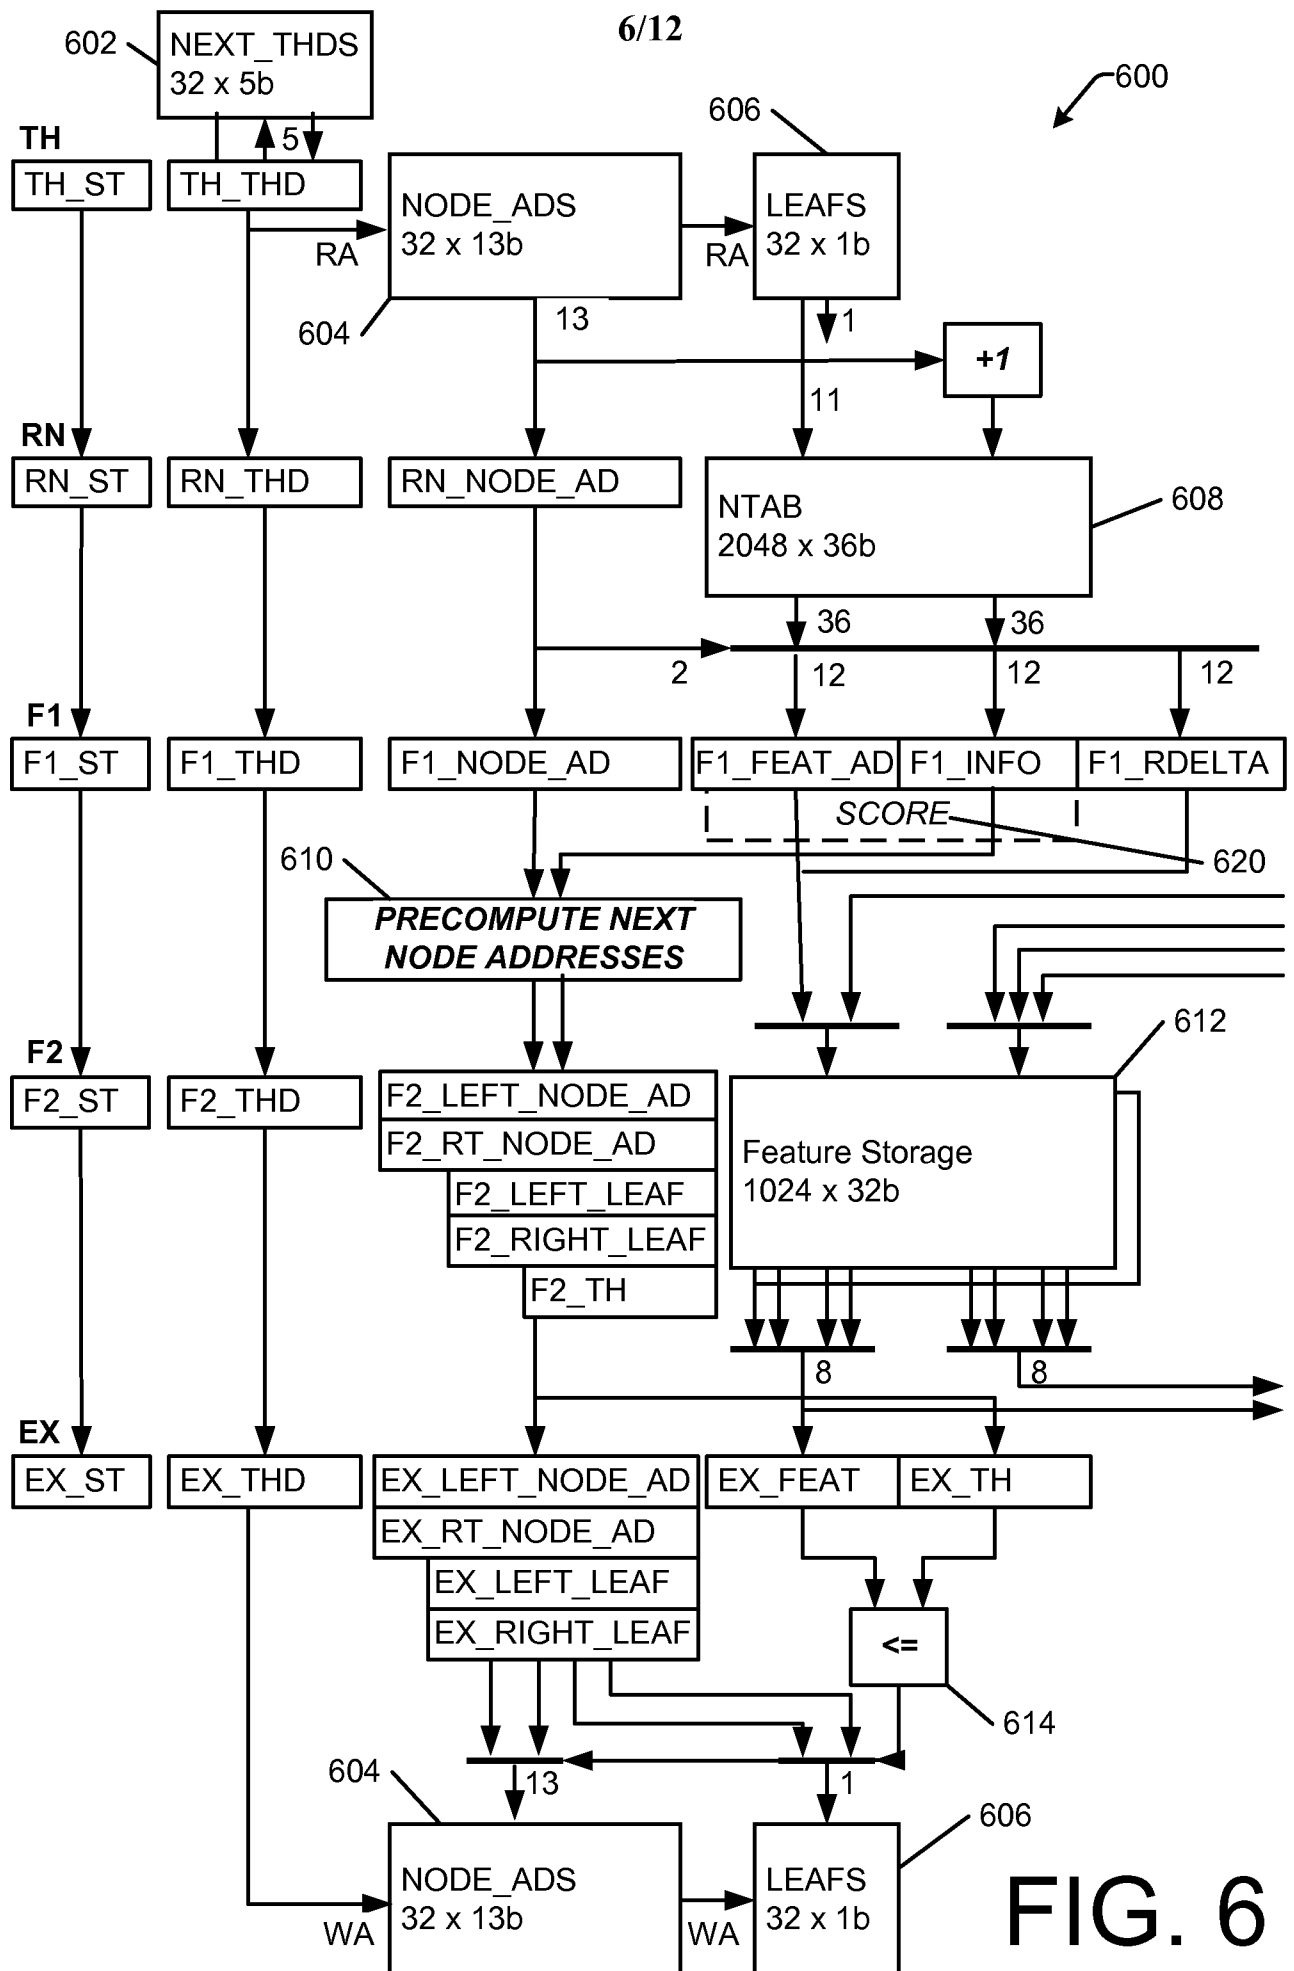 6/12
602
NEXT_THDS
32 x 5b
600
606
TH
5
TH_ST
TH_THD
NODE_ADS
32 x 13b
LEAFS
32 x 1b
RA
RA
604
13
1
+1
11
RN
RN_ST
RN_THD
RN_NODE_AD
NTAB
2048 x 36b
608
36
36
2
12
12
12
F1
F1_ST
F1_THD
F1_NODE_AD
F1_FEAT_AD
F1_INFO
F1_RDELTA
SCORE
620
610
PRECOMPUTE NEXT
NODE ADDRESSES
612
F2
F2_ST
F2_THD
F2_LEFT_NODE_AD
F2_RT_NODE_AD
F2_LEFT_LEAF
F2_RIGHT_LEAF
F2_TH
Feature Storage
1024 x 32b
8
8
EX
EX_ST
EX_THD
EX_LEFT_NODE_AD
EX_RT_NODE_AD
EX_LEFT_LEAF
EX_RIGHT_LEAF
EX_FEAT
EX_TH
<=
614
604
13
1
606
NODE_ADS
32 x 13b
LEAFS
32 x 1b
WA
WA
FIG. 6